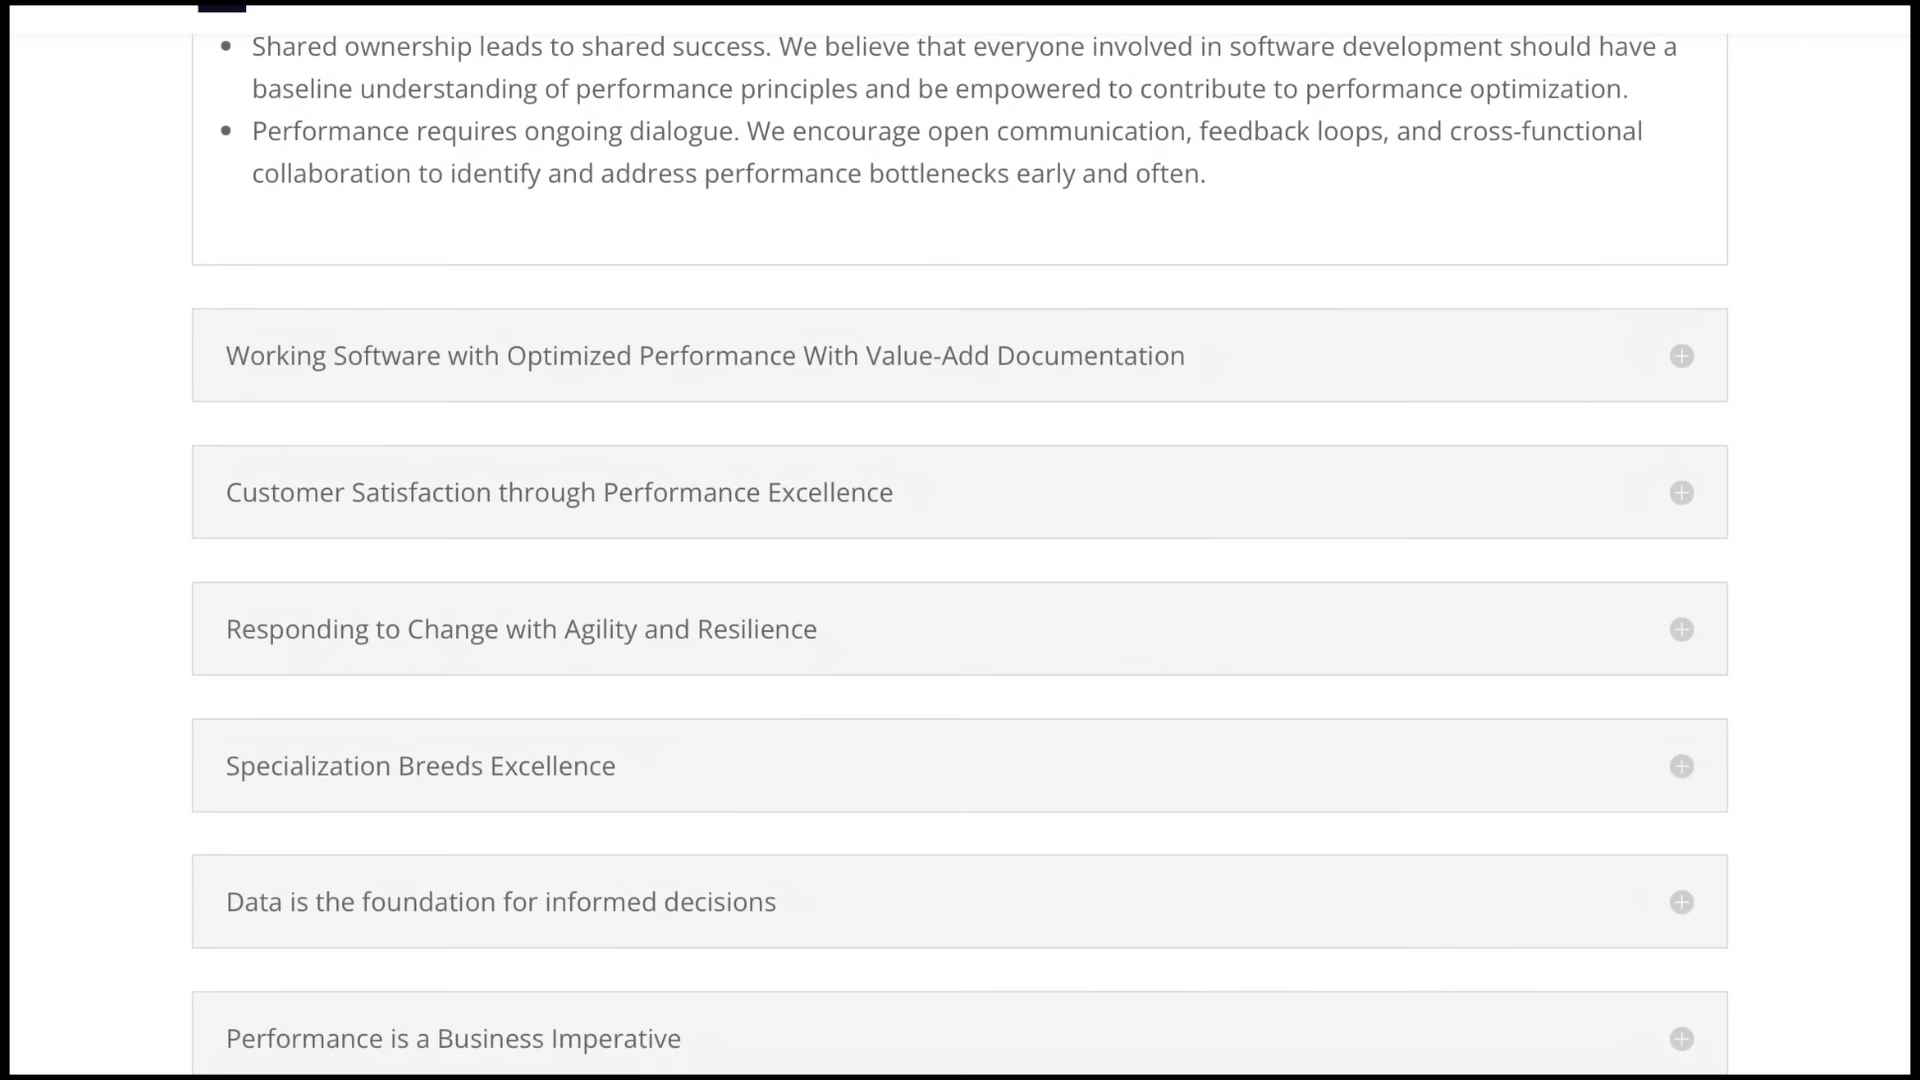 Shared ownership leads to shared success. We believe that everyone involved in software development should have a
baseline understanding of performance principles and be empowered to contribute to performance optimization.
Performance requires ongoing dialogue. We encourage open communication, feedback loops, and cross-functional
collaboration to identify and address performance bottlenecks early and often.
Working Software with Optimized Performance With Value-Add Documentation
Customer Satisfaction through Performance Excellence
Responding to Change with Agility and Resilience
Specialization Breeds Excellence
Data is the foundation for informed decisions
Performance is a Business Imperative